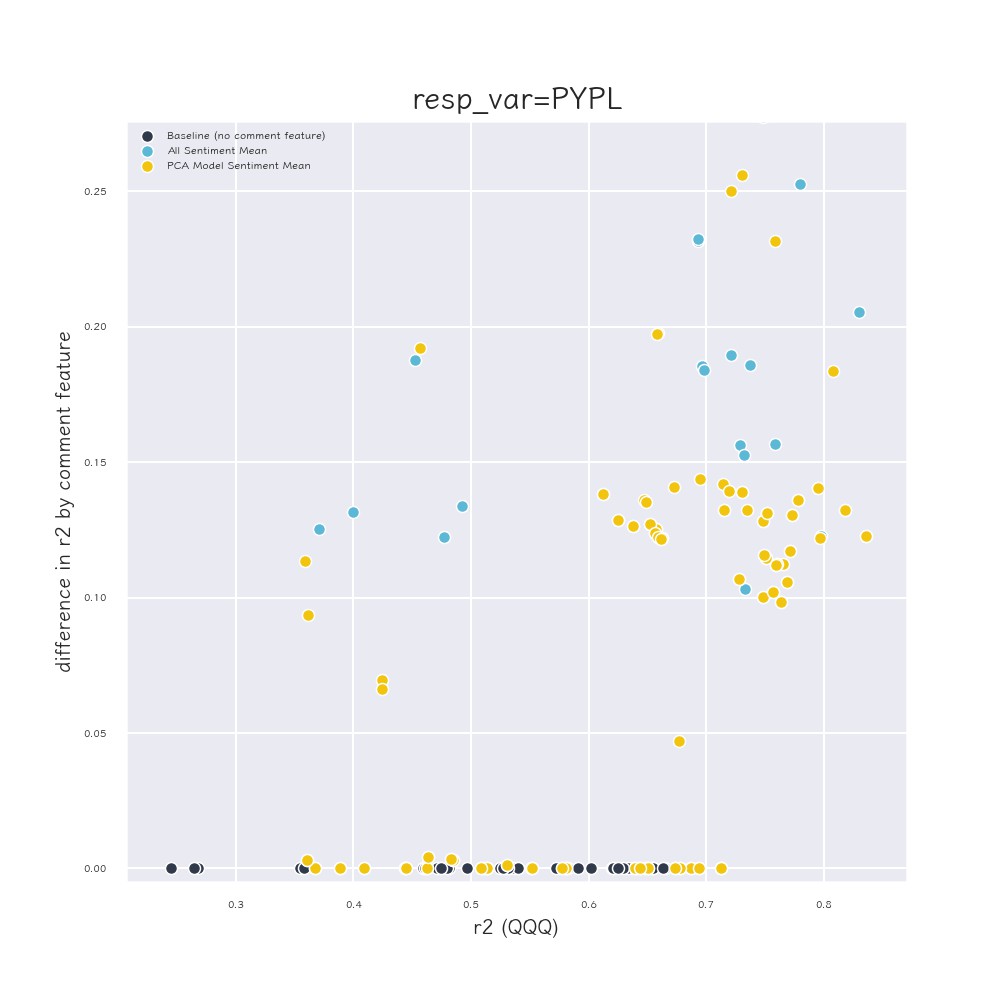 resp_var=PYPL
Baseline (no comment feature)
All Sentiment Mean
PCA Model Sentiment Mean
difference in r2 by comment feature
0.25
0.20
0.15
0.10
0.05
0.00
0.3 0.4 0.5 0.6 0.7 0.8
r2 (QQQ)